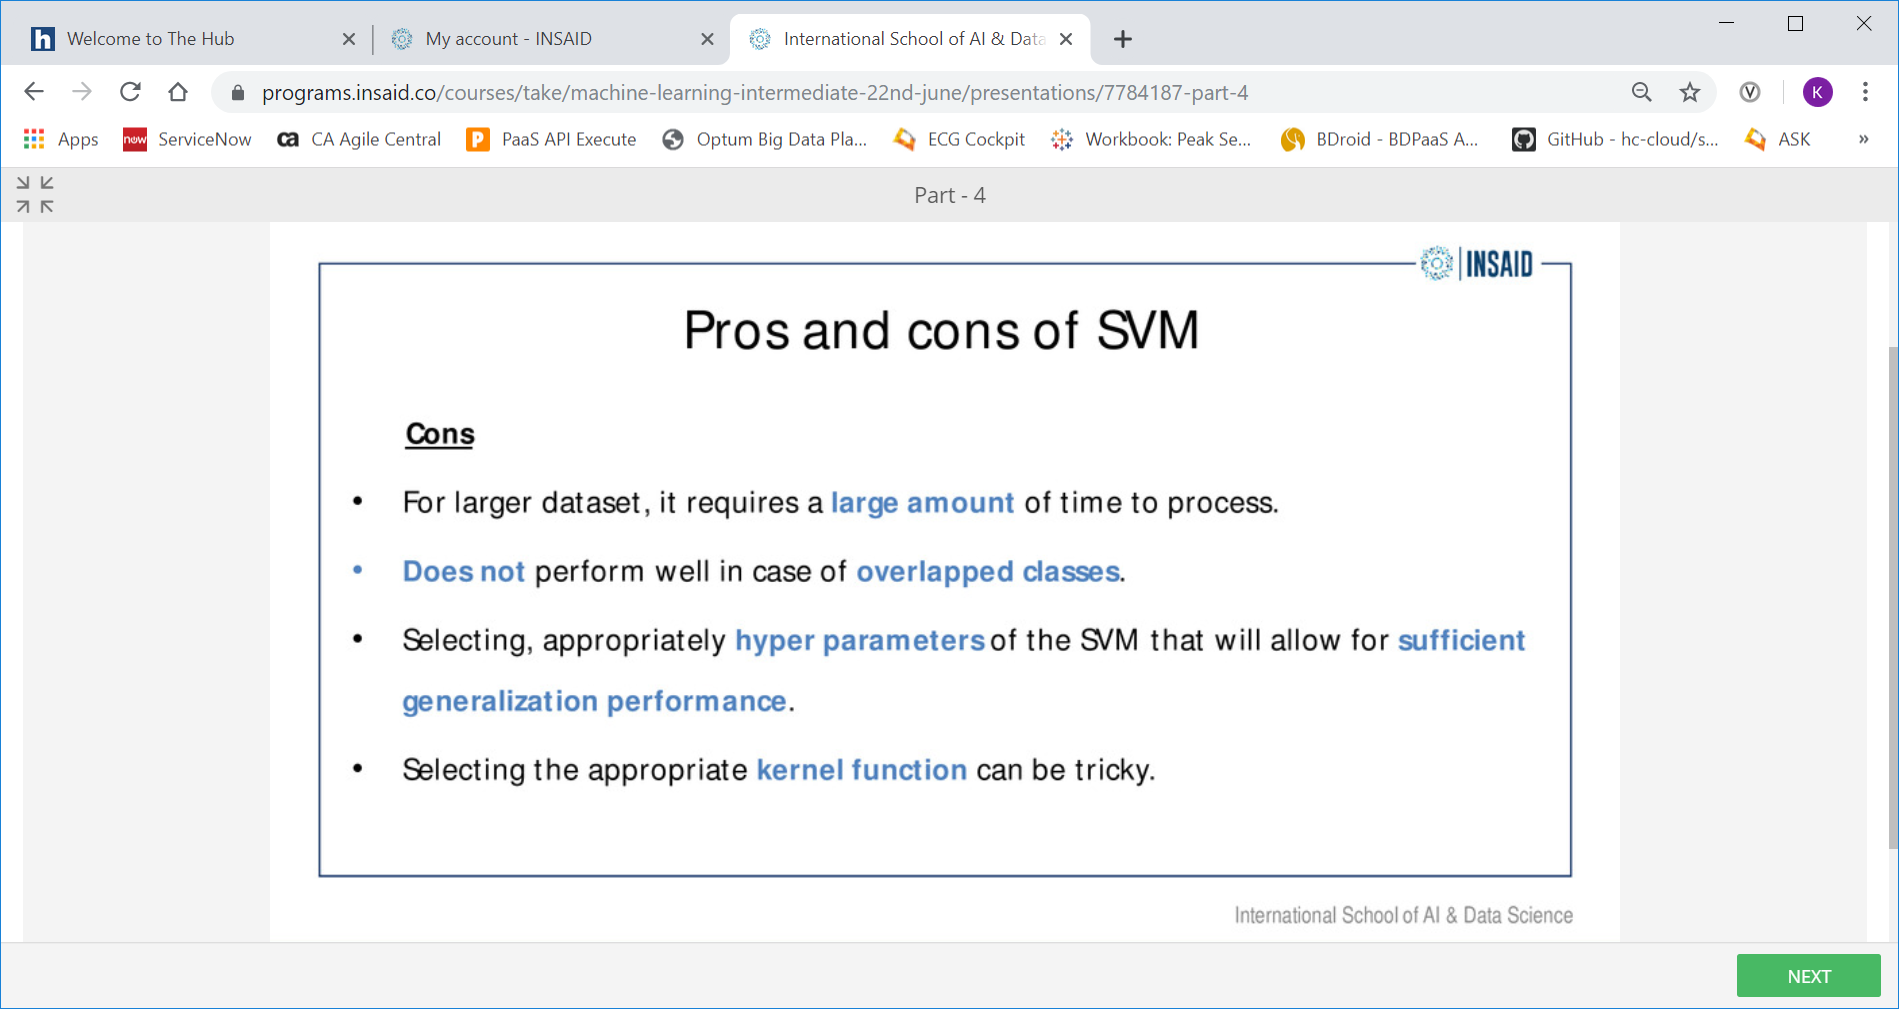 Welcome to The Hub
My account - INSAID
International School of AI & Data
programs.insaid.co/courses/take/machine-learning-intermediate-22nd-june/presentations/7784187-part-4
K
Apps
now ServiceNow
ca CA Agile Central
P PaaS API Execute
Optum Big Data Pla...
ECG Cockpit
Workbook: Peak Se...
BDroid - BDPaaS A...
GitHub - hc-cloud/s...
ASK
»
Part - 4
INSAID
Pros and cons of SVM
Cons
• For larger dataset, it requires a large amount of time to process.
• Does not perform well in case of overlapped classes.
• Selecting, appropriately hyper parameters of the SVM that will allow for sufficient
generalization performance.
• Selecting the appropriate kernel function can be tricky.
International School of AI & Data Science
NEXT